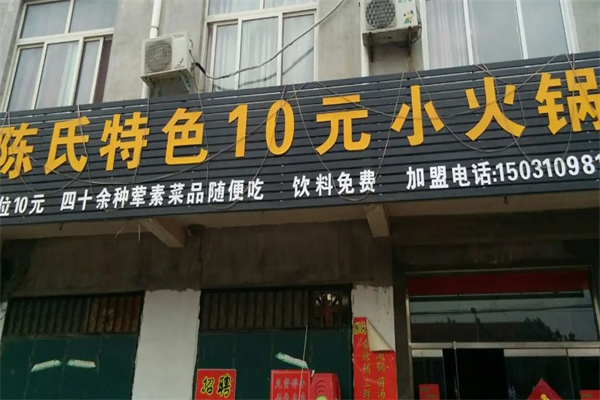 陈氏特色10元小火锅
位10元 四十余种荤素菜品随便吃 饮料免费 加盟电话:15031098
招聘